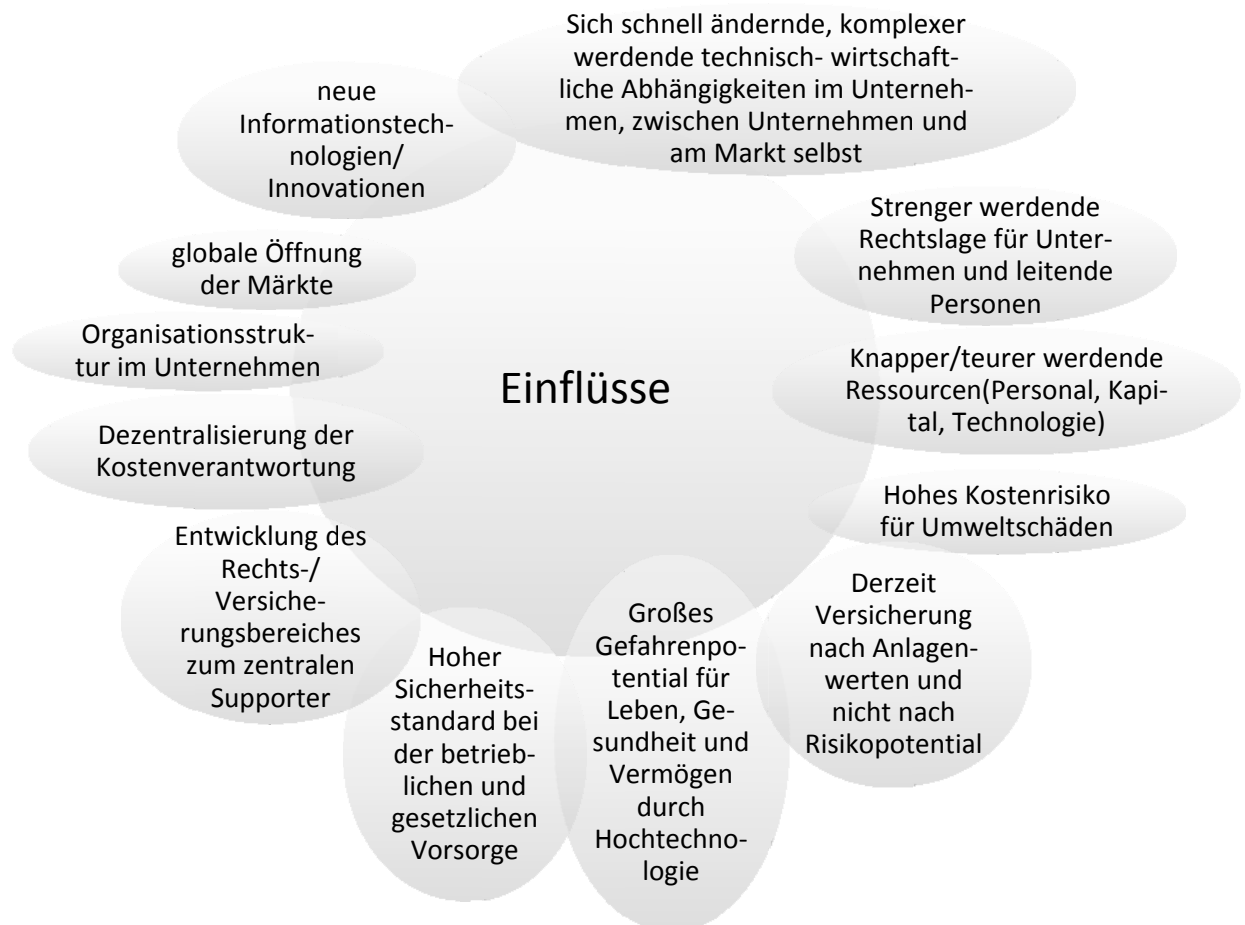 Sich schnell ändernde, komplexer
werdende technisch- wirtschaft-
liche Abhängigkeiten im Unterneh-
men, zwischen Unternehmen und
am Markt selbst
neue
Informationstech-
nologien/
Innovationen
Strenger werdende
Rechtslage für Unter-
nehmen und leitende
Personen
globale Öffnung
der Märkte
Organisationsstruk-
tur im Unternehmen
Einflüsse
Knapper/teurer werdende
Ressourcen(Personal, Kapi-
tal, Technologie)
Dezentralisierung der
Kostenverantwortung
Hohes Kostenrisiko
für Umweltschäden
Entwicklung des
Rechts-/
Versiche-
rungsbereiches
zum zentralen
Supporter
Derzeit
Versicherung
nach Anlagen-
werten und
nicht nach
Risikopotential
Großes
Gefahrenpo-
tential für
Leben, Ge-
sundheit und
Vermögen
durch
Hochtechno-
logie
Hoher
Sicherheits-
standard bei
der betrieb-
lichen und
gesetzlichen
Vorsorge